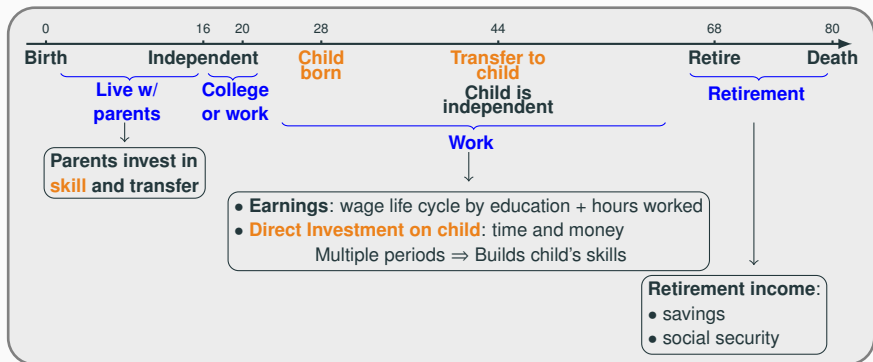 0 16 20 28 44 68 80
Birth Independent Child Transfer to Retire Death
born child
Live w/ College Child is Retirement
parents or work independent
Work
Parents invest in
skill and transfer
• Earnings: wage life cycle by education + hours worked
• Direct Investment on child: time and money
Multiple periods ⇒ Builds child's skills
Retirement income:
• savings
• social security